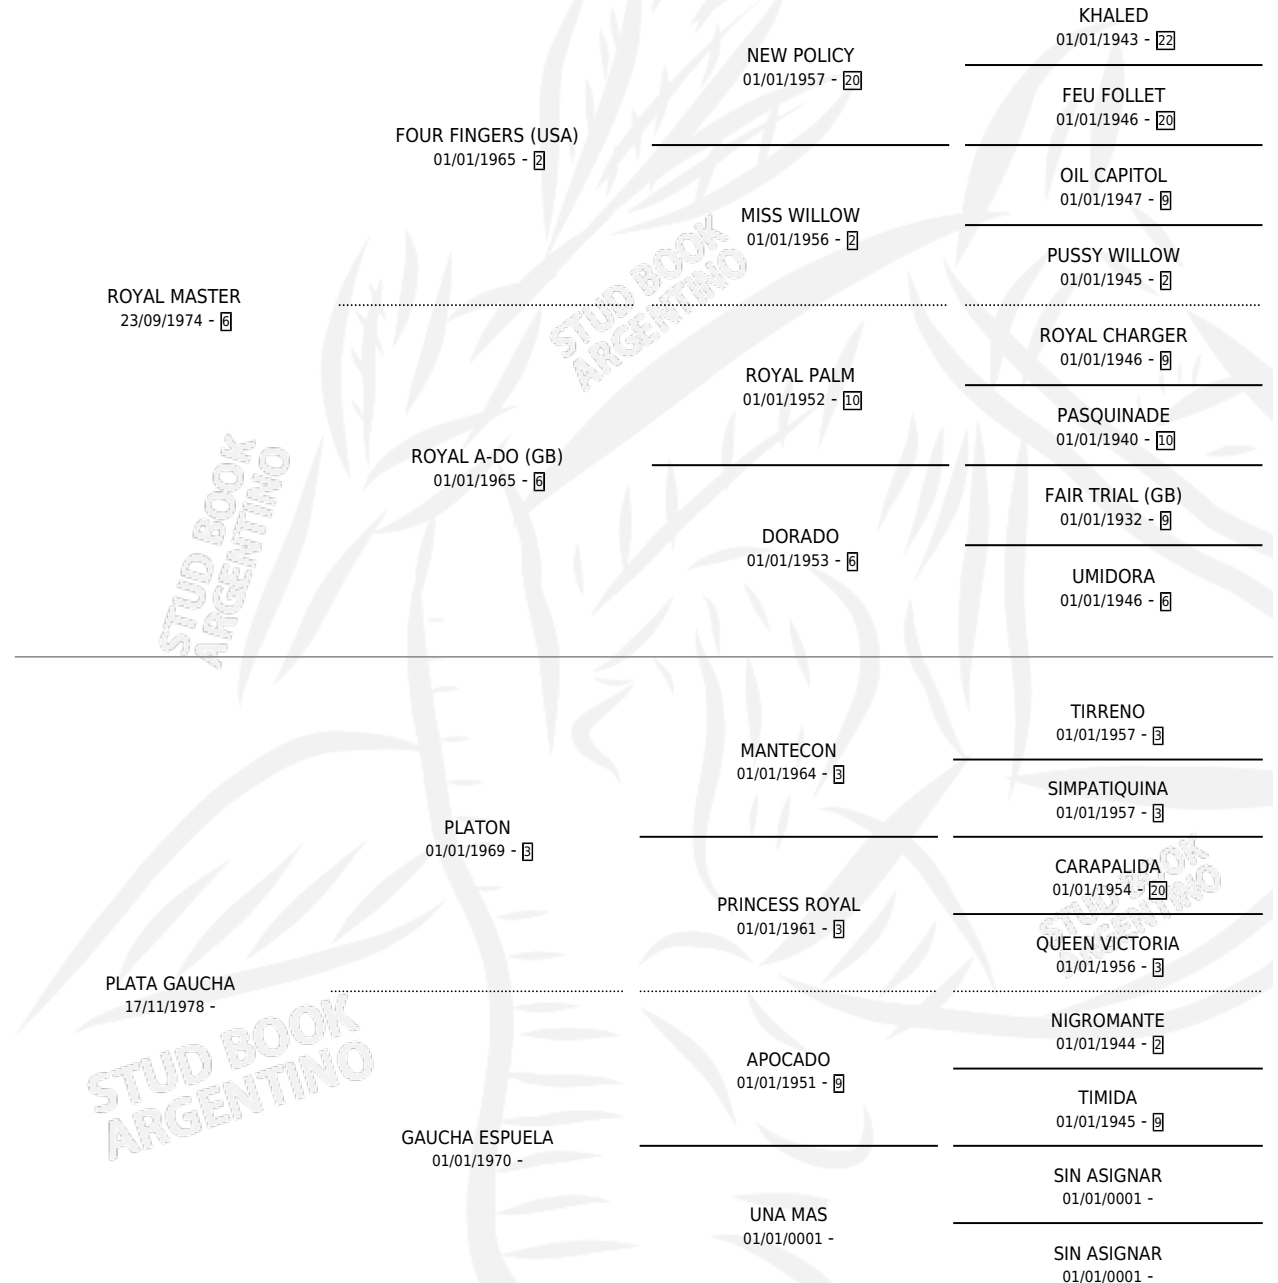 KHALED
01/01/1943 - 22
NEW POLICY
01/01/1957 - 20
FEU FOLLET
01/01/1946 - 20
FOUR FINGERS (USA)
01/01/1965 - 2
OIL CAPITOL
01/01/1947 - 9
MISS WILLOW
01/01/1956 - 2
PUSSY WILLOW
01/01/1945 - 2
ROYAL MASTER
23/09/1974 - 6
STUD BOOK
ARGENTINO
ROYAL CHARGER
01/01/1946 - 9
ROYAL PALM
01/01/1952 - 10
PASQUINADE
01/01/1940 - 10
ROYAL A-DO (GB)
01/01/1965 - 6
FAIR TRIAL (GB)
01/01/1932 - 9
DORADO
01/01/1953 - 6
UMIDORA
01/01/1946 - 6
STUD BOOK
ARGENTINO
TIRRENO
01/01/1957 - 3
MANTECON
01/01/1964 - 3
SIMPATIQUINA
01/01/1957 - 3
PLATON
01/01/1969 - 3
CARAPALIDA
01/01/1954 - 20
PRINCESS ROYAL
01/01/1961 - 3
QUEEN VICTORIA
01/01/1956 - 3
STUD BOOK
ARGENTINO
PLATA GAUCHA
17/11/1978 -
NIGROMANTE
01/01/1944 - 2
APOCADO
01/01/1951 - 9
TIMIDA
01/01/1945 - 9
STUD BOOK
ARGENTINO
GAUCHA ESPUELA
01/01/1970 -
SIN ASIGNAR
01/01/0001 -
UNA MAS
01/01/0001 -
SIN ASIGNAR
01/01/0001 -